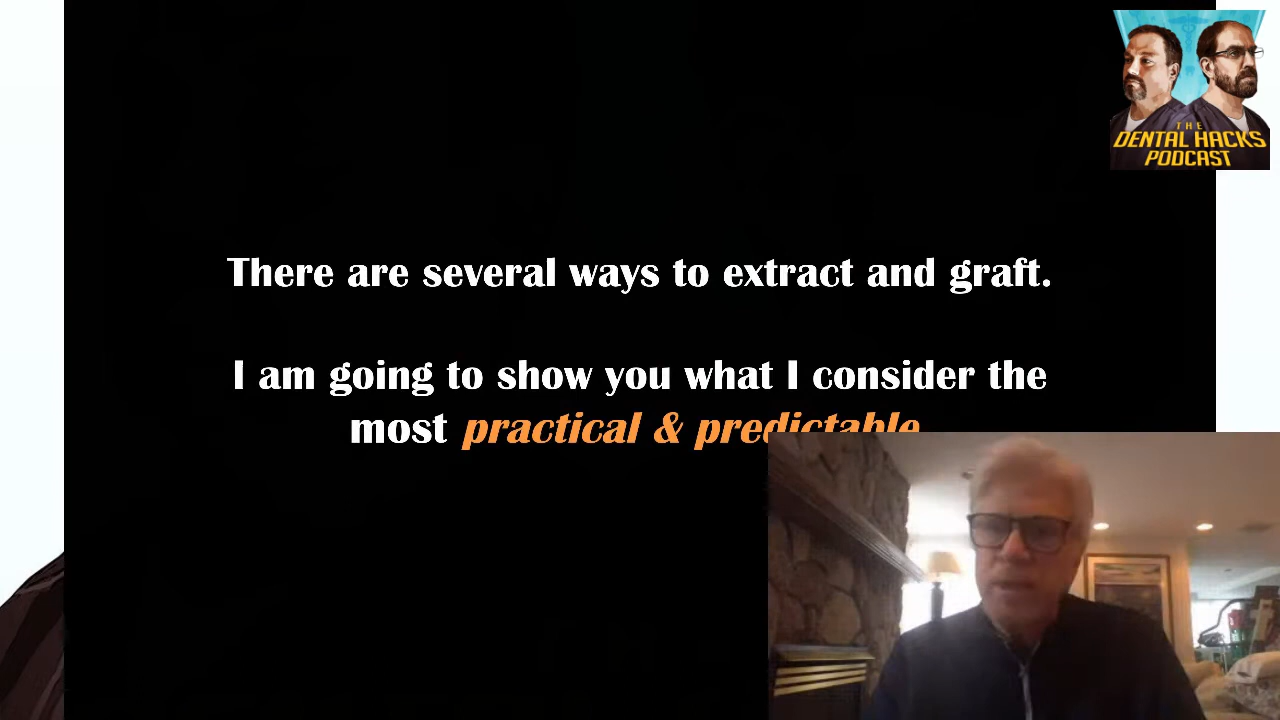 THE
DENTAL HACKS
PODCAST
There are several ways to extract and graft.
I am going to show you what I consider the
most practical & predictable